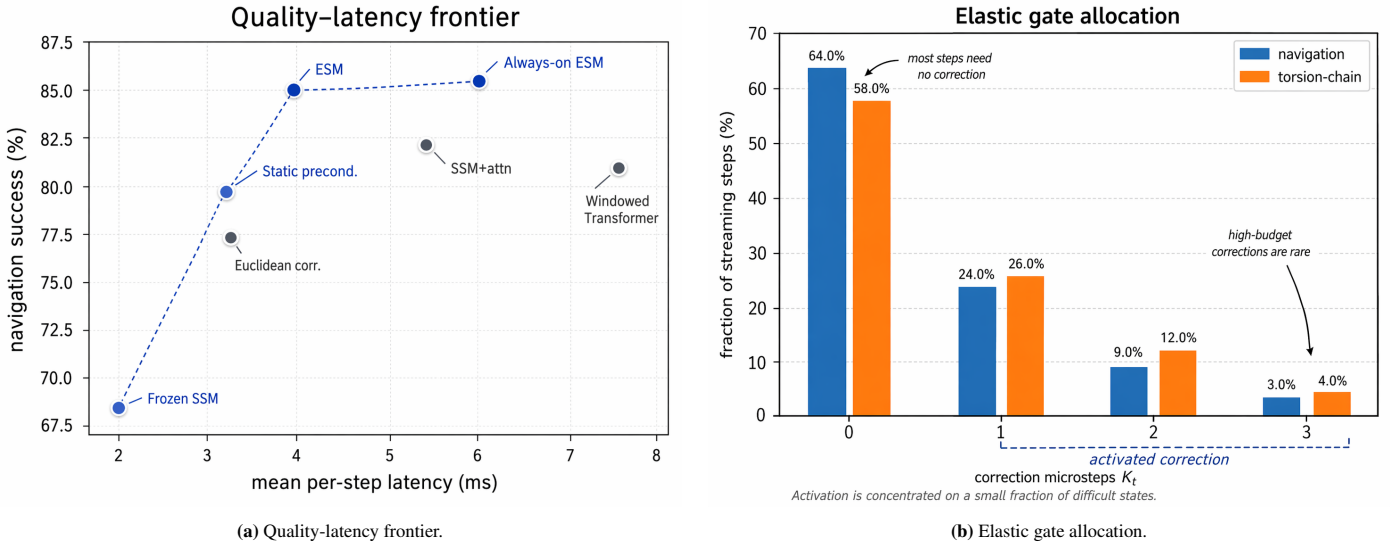 Quality–latency frontier
87.5
85.0
82.5
80.0
77.5
75.0
72.5
70.0
67.5
navigation success (%)
ESM
Always-on ESM
Static precond.
SSM+attn
Windowed
Transformer
Euclidean corr.
Frozen SSM
2 3 4 5 6 7 8
mean per-step latency (ms)
(a) Quality-latency frontier.
Elastic gate allocation
70
60
50
40
30
20
10
0
fraction of streaming steps (%)
navigation
torsion-chain
64.0%
58.0%
most steps need
no correction
24.0%
26.0%
9.0%
12.0%
high-budget
corrections are rare
3.0%
4.0%
0 1 2 3
activated correction
correction microsteps Kₜ
Activation is concentrated on a small fraction of difficult states.
(b) Elastic gate allocation.